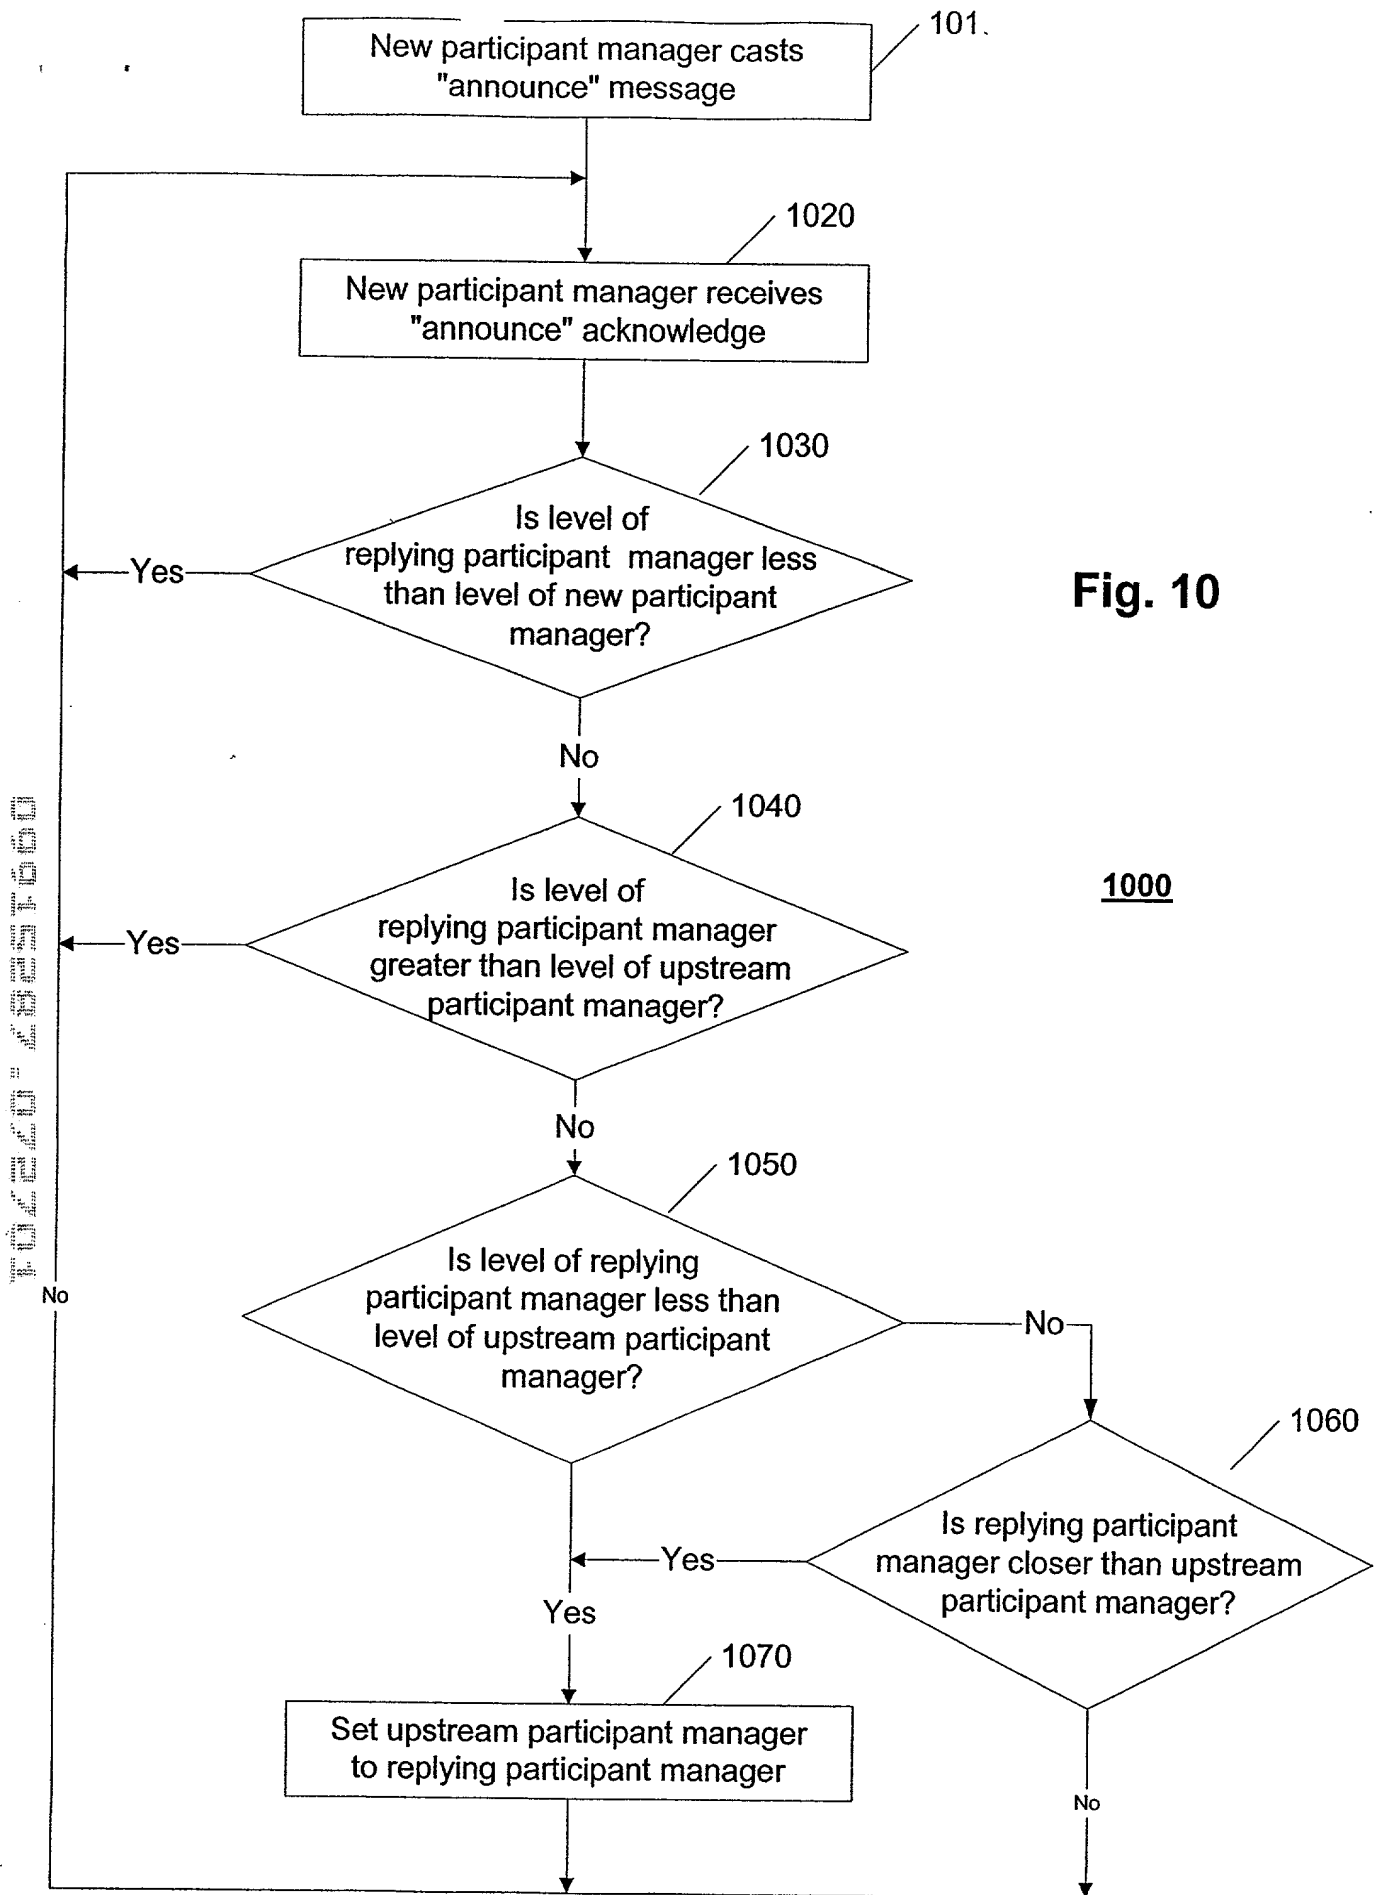 New participant manager casts
"announce" message
101.
1020
New participant manager receives
"announce" acknowledge
1030
Is level of
replying participant manager less
than level of new participant
manager?
Yes
Fig. 10
No
1040
1000
Is level of
replying participant manager
greater than level of upstream
participant manager?
Yes
No
1050
Is level of replying
participant manager less than
level of upstream participant
manager?
No
No
1060
Is replying participant
manager closer than upstream
participant manager?
Yes
Yes
1070
Set upstream participant manager
to replying participant manager
No